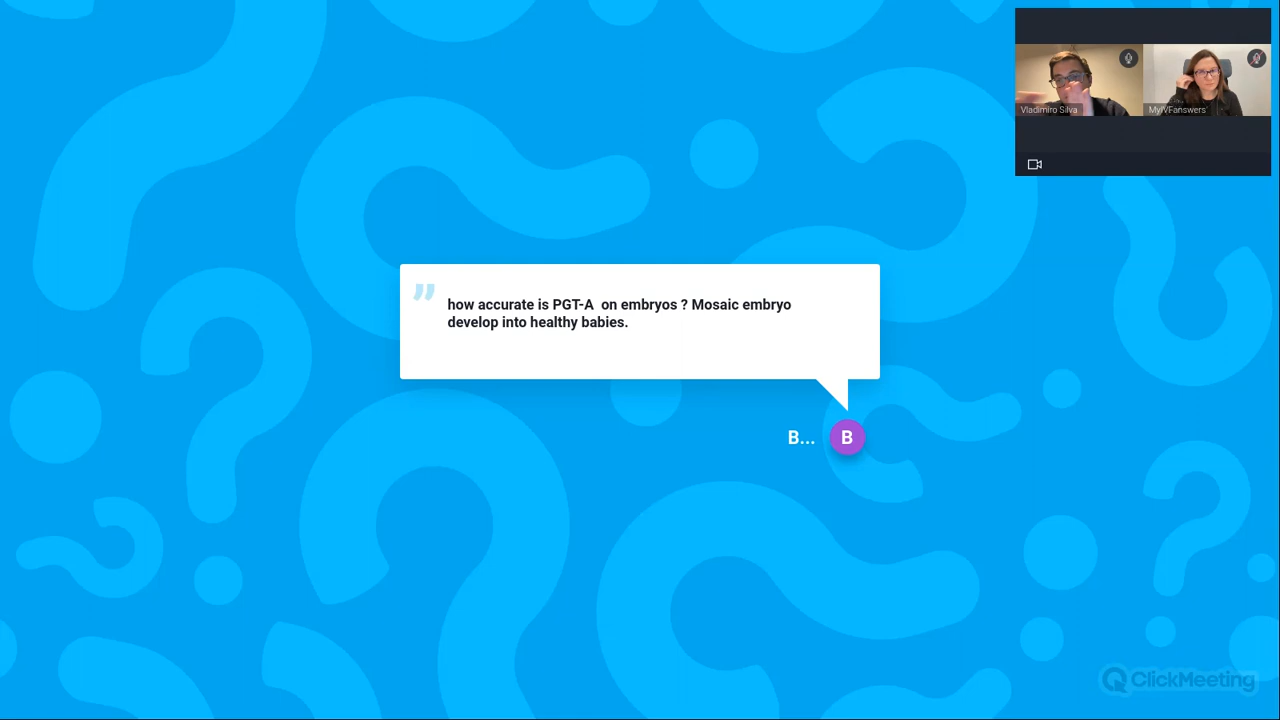 Vladimiro Silva
MyIVFanswers'
”
how accurate is PGT-A  on embryos ? Mosaic embryo
develop into healthy babies.
B...
B
ClickMeeting